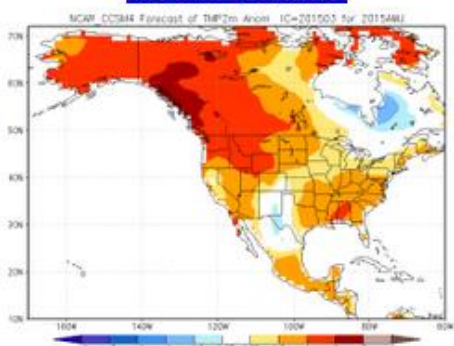 NCAR_CCSM4 Forecast of TMP2m Anom IC=201503 for 2015AMJ
70N
60N
50N
40N
30N
20N
10N
160W
140W
120W
100W
80W
60W